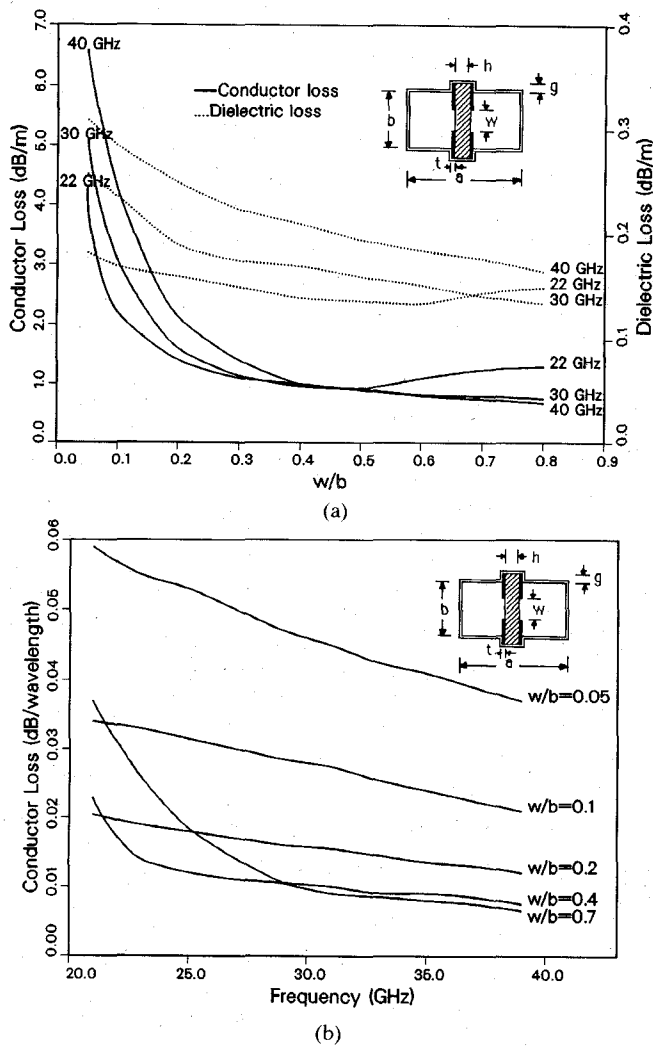 7.0
6.0
5.0
4.0
3.0
2.0
1.0
0.0
Conductor Loss (dB/m)
40 GHz
30 GHz
22 GHz
Conductor loss
Dielectric loss
h
g
b
w
t
a
0.4
0.3
0.2
0.1
0.0
Dielectric Loss (dB/m)
40 GHz
22 GHz
30 GHz
22 GHz
30 GHz
40 GHz
0.0 0.1 0.2 0.3 0.4 0.5 0.6 0.7 0.8 0.9
w/b
(a)
0.06
0.05
0.04
0.03
0.02
0.01
0.00
Conductor Loss (dB/wavelength)
h
g
b
w
t
a
w/b=0.05
w/b=0.1
w/b=0.2
w/b=0.4
w/b=0.7
20.0 25.0 30.0 35.0 40.0
Frequency (GHz)
(b)